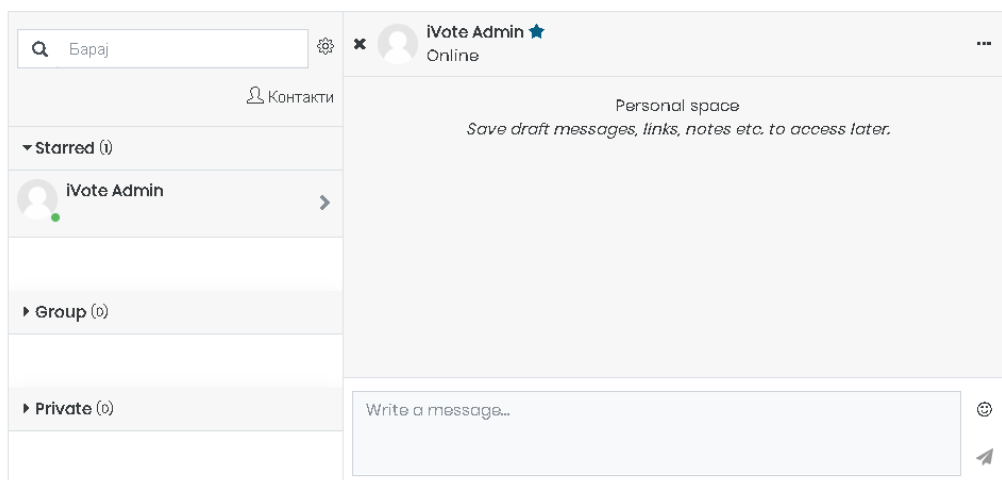 Барај
Контакти
Starred (1)
iVote Admin
Group (0)
Private (0)
iVote Admin
Online
Personal space
Save draft messages, links, notes etc. to access later.
Write a message...